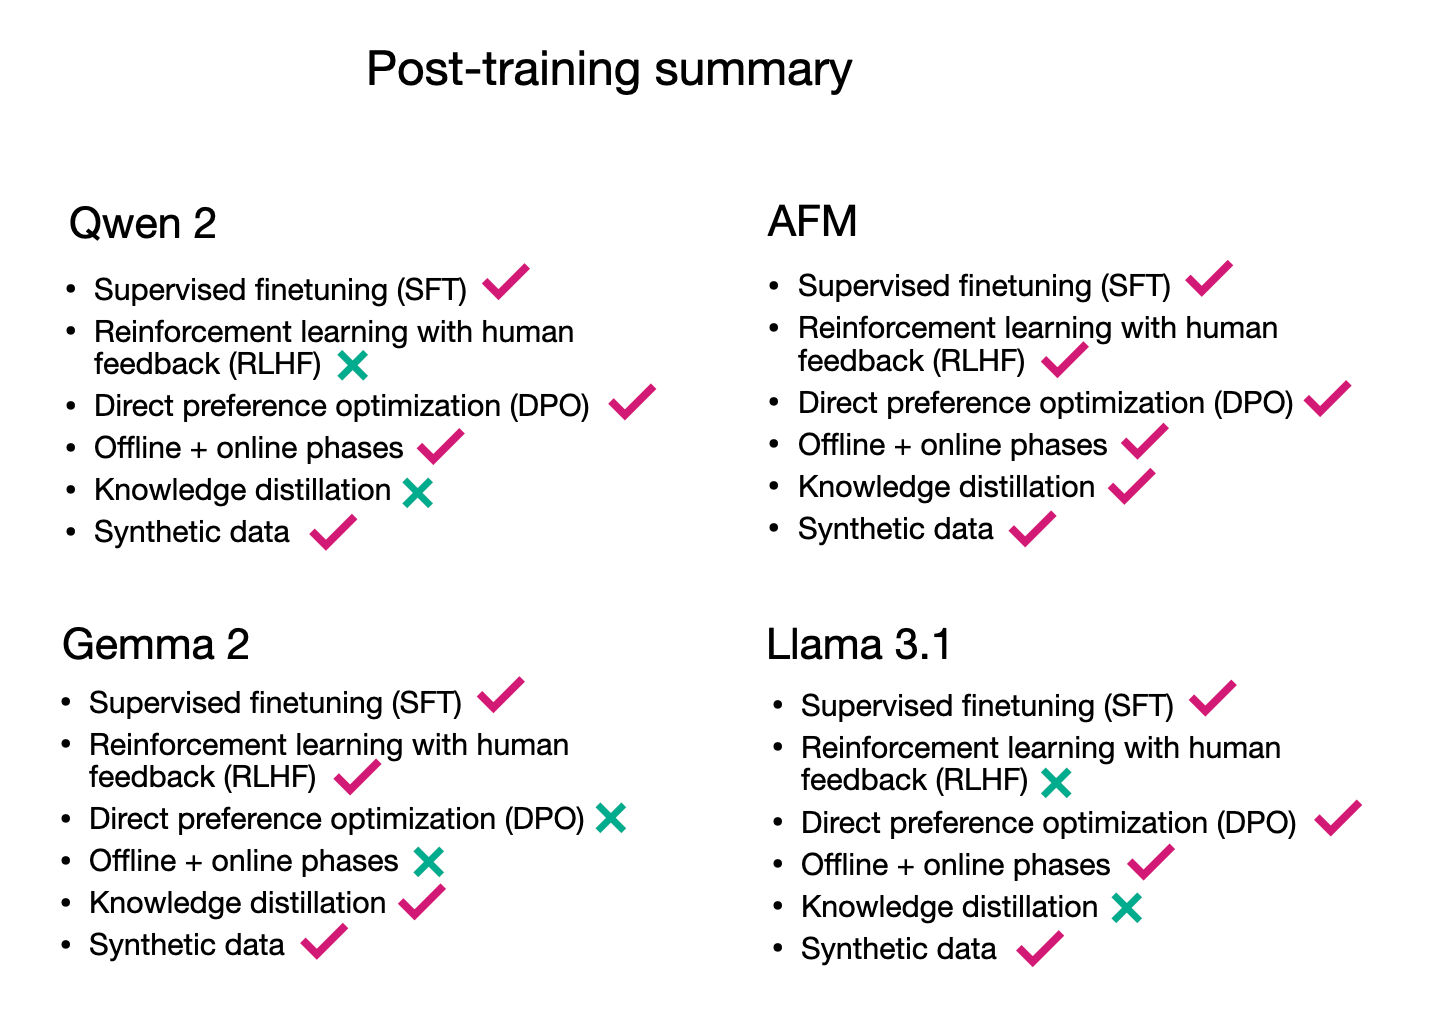 Post-training summary
Qwen 2
• Supervised finetuning (SFT)
• Reinforcement learning with human
feedback (RLHF)
• Direct preference optimization (DPO)
• Offline + online phases
• Knowledge distillation
• Synthetic data
AFM
• Supervised finetuning (SFT)
• Reinforcement learning with human
feedback (RLHF)
• Direct preference optimization (DPO)
• Offline + online phases
• Knowledge distillation
• Synthetic data
Gemma 2
• Supervised finetuning (SFT)
• Reinforcement learning with human
feedback (RLHF)
• Direct preference optimization (DPO)
• Offline + online phases
• Knowledge distillation
• Synthetic data
Llama 3.1
• Supervised finetuning (SFT)
• Reinforcement learning with human
feedback (RLHF)
• Direct preference optimization (DPO)
• Offline + online phases
• Knowledge distillation
• Synthetic data